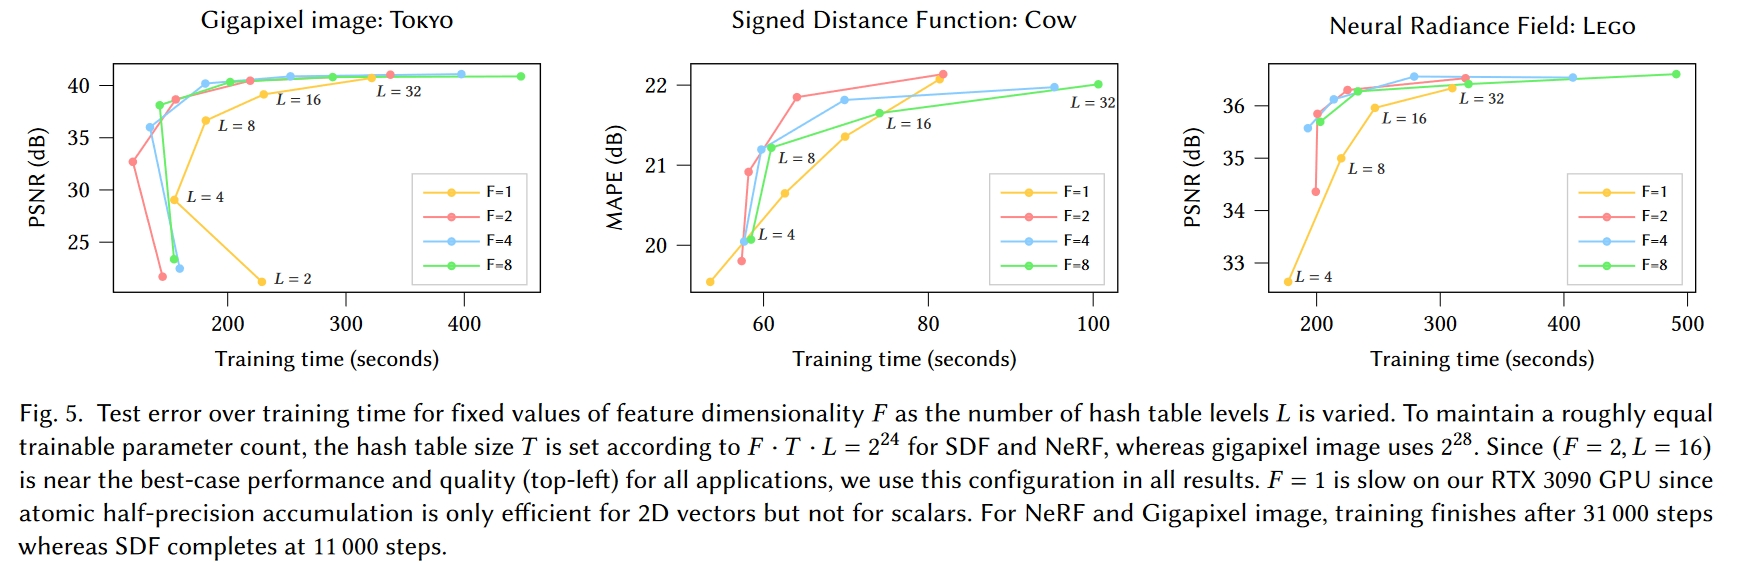 Gigapixel image: Tokyo
PSNR (dB)
40
35
30
25
L = 32
L = 16
L = 8
L = 4
L = 2
F=1
F=2
F=4
F=8
200 300 400
Training time (seconds)
Signed Distance Function: Cow
MAPE (dB)
22
21
20
L = 32
L = 16
L = 8
L = 4
F=1
F=2
F=4
F=8
60 80 100
Training time (seconds)
Neural Radiance Field: Lego
PSNR (dB)
36
35
34
33
L = 32
L = 16
L = 8
L = 4
F=1
F=2
F=4
F=8
200 300 400 500
Training time (seconds)
Fig. 5. Test error over training time for fixed values of feature dimensionality F as the number of hash table levels L is varied. To maintain a roughly equal
trainable parameter count, the hash table size T is set according to F · T · L = 2²⁴ for SDF and NeRF, whereas gigapixel image uses 2²⁸. Since (F = 2, L = 16)
is near the best-case performance and quality (top-left) for all applications, we use this configuration in all results. F = 1 is slow on our RTX 3090 GPU since
atomic half-precision accumulation is only efficient for 2D vectors but not for scalars. For NeRF and Gigapixel image, training finishes after 31 000 steps
whereas SDF completes at 11 000 steps.